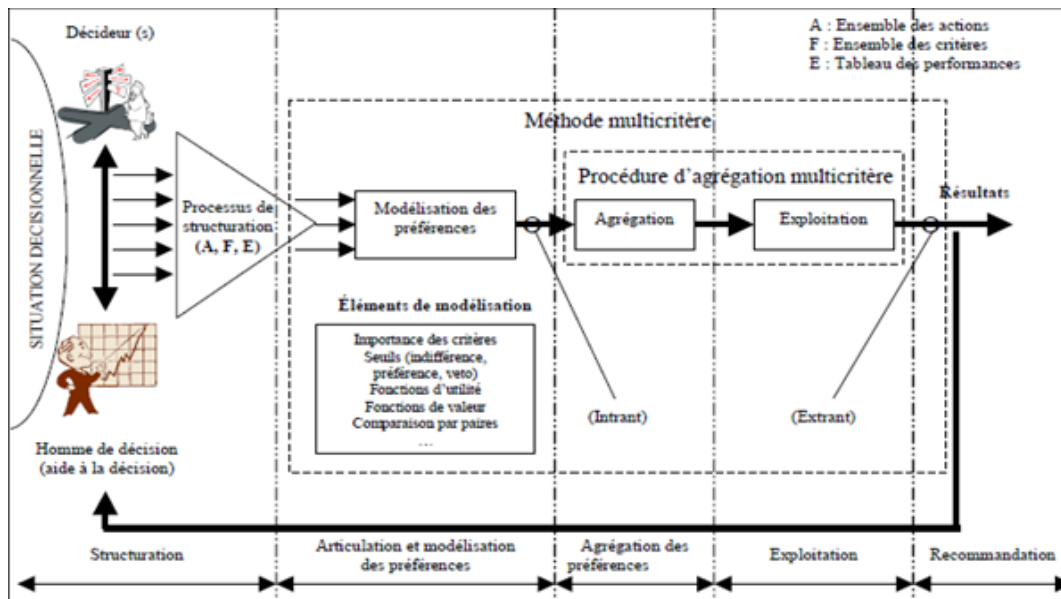 Décideur (s)
A : Ensemble des actions
F : Ensemble des critères
E : Tableau des performances
SITUATION DECISIONNELLE
Méthode multicritère
Procédure d'agrégation multicritère
Résultats
Processus de
structuration
(A, F, E)
Modélisation des
préférences
Agrégation
Exploitation
Éléments de modélisation
Importance des critères
Seuils (indifférence,
préférence, veto)
Fonctions d'utilité
Fonctions de valeur
Comparaison par paires
...
(Intrant)
(Extrant)
Homme de décision
(aide à la décision)
Structuration
Articulation et modélisation
des préférences
Agrégation des
préférences
Exploitation
Recommandation